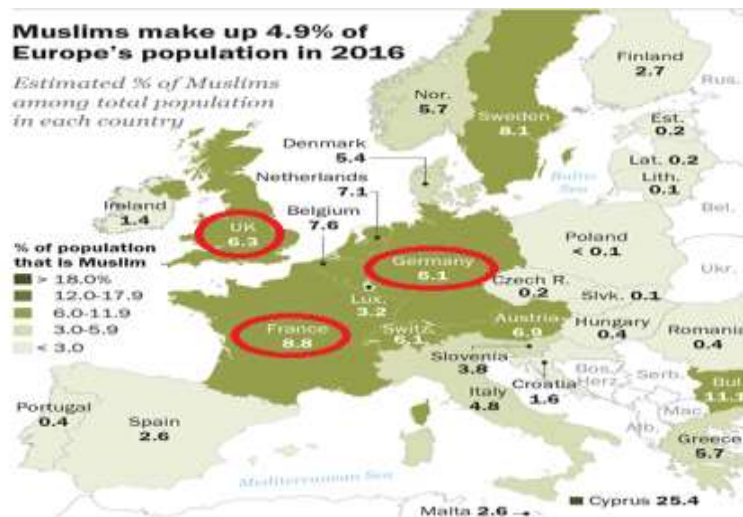 Muslims make up 4.9% of
Europe's population in 2016
Estimated % of Muslims
among total population
in each country
Finland
2.7
Nor.
5.7
Rus.
Sweden
8.1
Est.
0.2
Denmark
5.4
Lat. 0.2
Baltic
Sea
Lith.
0.1
Netherlands
7.1
Ireland
1.4
Belgium
7.6
Bel.
UK
6.3
Poland
< 0.1
% of population
that is Muslim
> 18.0%
12.0-17.9
6.0-11.9
3.0-5.9
< 3.0
Germany
6.1
Ukr.
Czech R.
0.2
Slvk. 0.1
Lux.
3.2
France
8.8
Switz.
6.1
Austria
6.9
Hungary
0.4
Romania
0.4
Slovenia
3.8
Croatia
1.6
Bos./
Herz.
Serb.
Italy
4.8
Bul.
11.1
Portugal
0.4
Spain
2.6
Mac.
Alb.
Greece
5.7
Mediterranean Sea
Malta 2.6
Cyprus 25.4